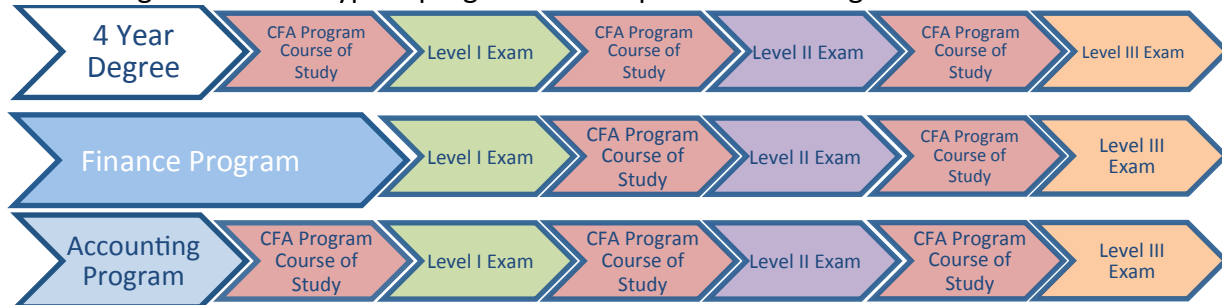 4 Year
Degree
CFA Program
Course of
Study
Level I Exam
CFA Program
Course of
Study
Level II Exam
CFA Program
Course of
Study
Level III Exam
Finance Program
Level I Exam
CFA Program
Course of
Study
Level II Exam
CFA Program
Course of
Study
Level III
Exam
Accounting
Program
CFA Program
Course of
Study
Level I Exam
CFA Program
Course of
Study
Level II Exam
CFA Program
Course of
Study
Level III
Exam